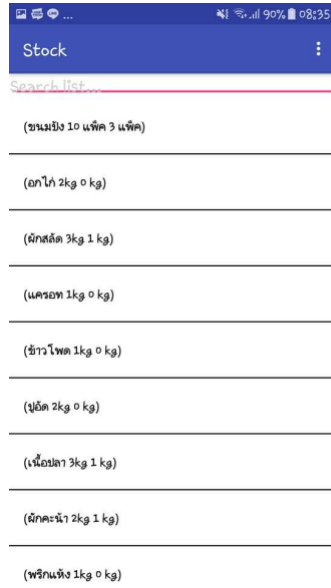 ... 90% 08:35
Stock
Search list...
(ขนมปัง 10 แพ็ค 3 แพ็ค)
(อกไก่ 2kg 0 kg)
(ผักสลัด 3kg 1 kg)
(แครอท 1kg 0 kg)
(ข้าวโพด 1kg 0 kg)
(ปูอัด 2kg 0 kg)
(เนื้อปลา 3kg 1 kg)
(ผักคะน้า 2kg 1 kg)
(พริกแห้ง 1kg 0 kg)